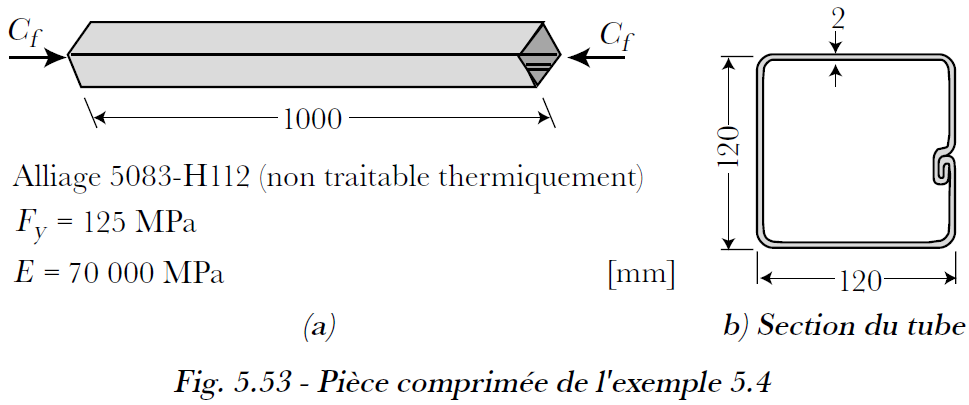 C_f
C_f
1000
Alliage 5083-H112 (non traitable thermiquement)
F_y = 125 MPa
E = 70 000 MPa
[mm]
(a)
2
120
120
b) Section du tube
Fig. 5.53 - Pièce comprimée de l'exemple 5.4